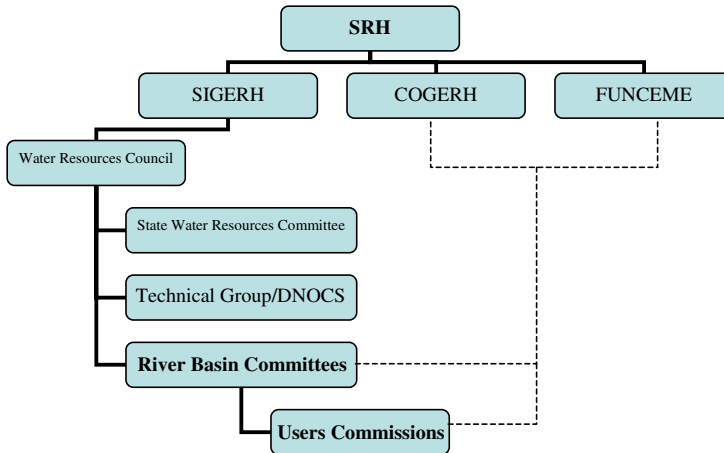 SRH
SIGERH
COGERH
FUNCEME
Water Resources Council
State Water Resources Committee
Technical Group/DNOCS
River Basin Committees
Users Commissions